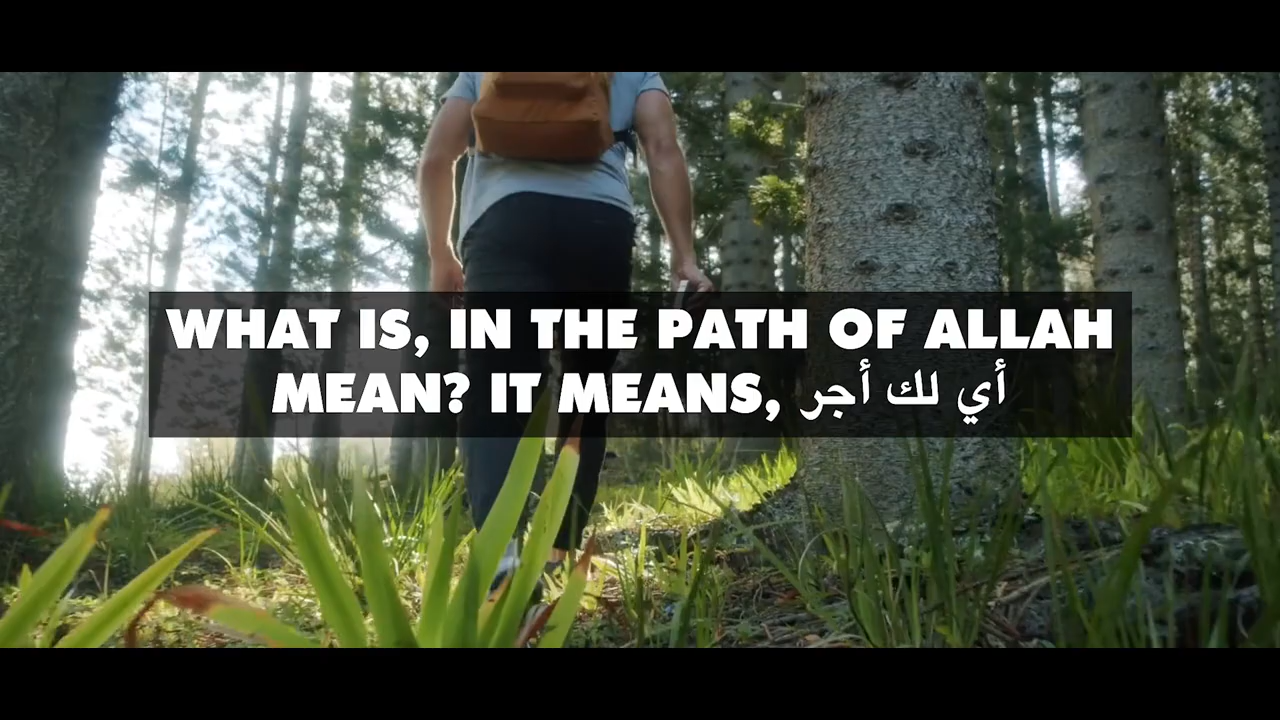 WHAT IS, IN THE PATH OF ALLAH
MEAN? IT MEANS, أي لك أجر